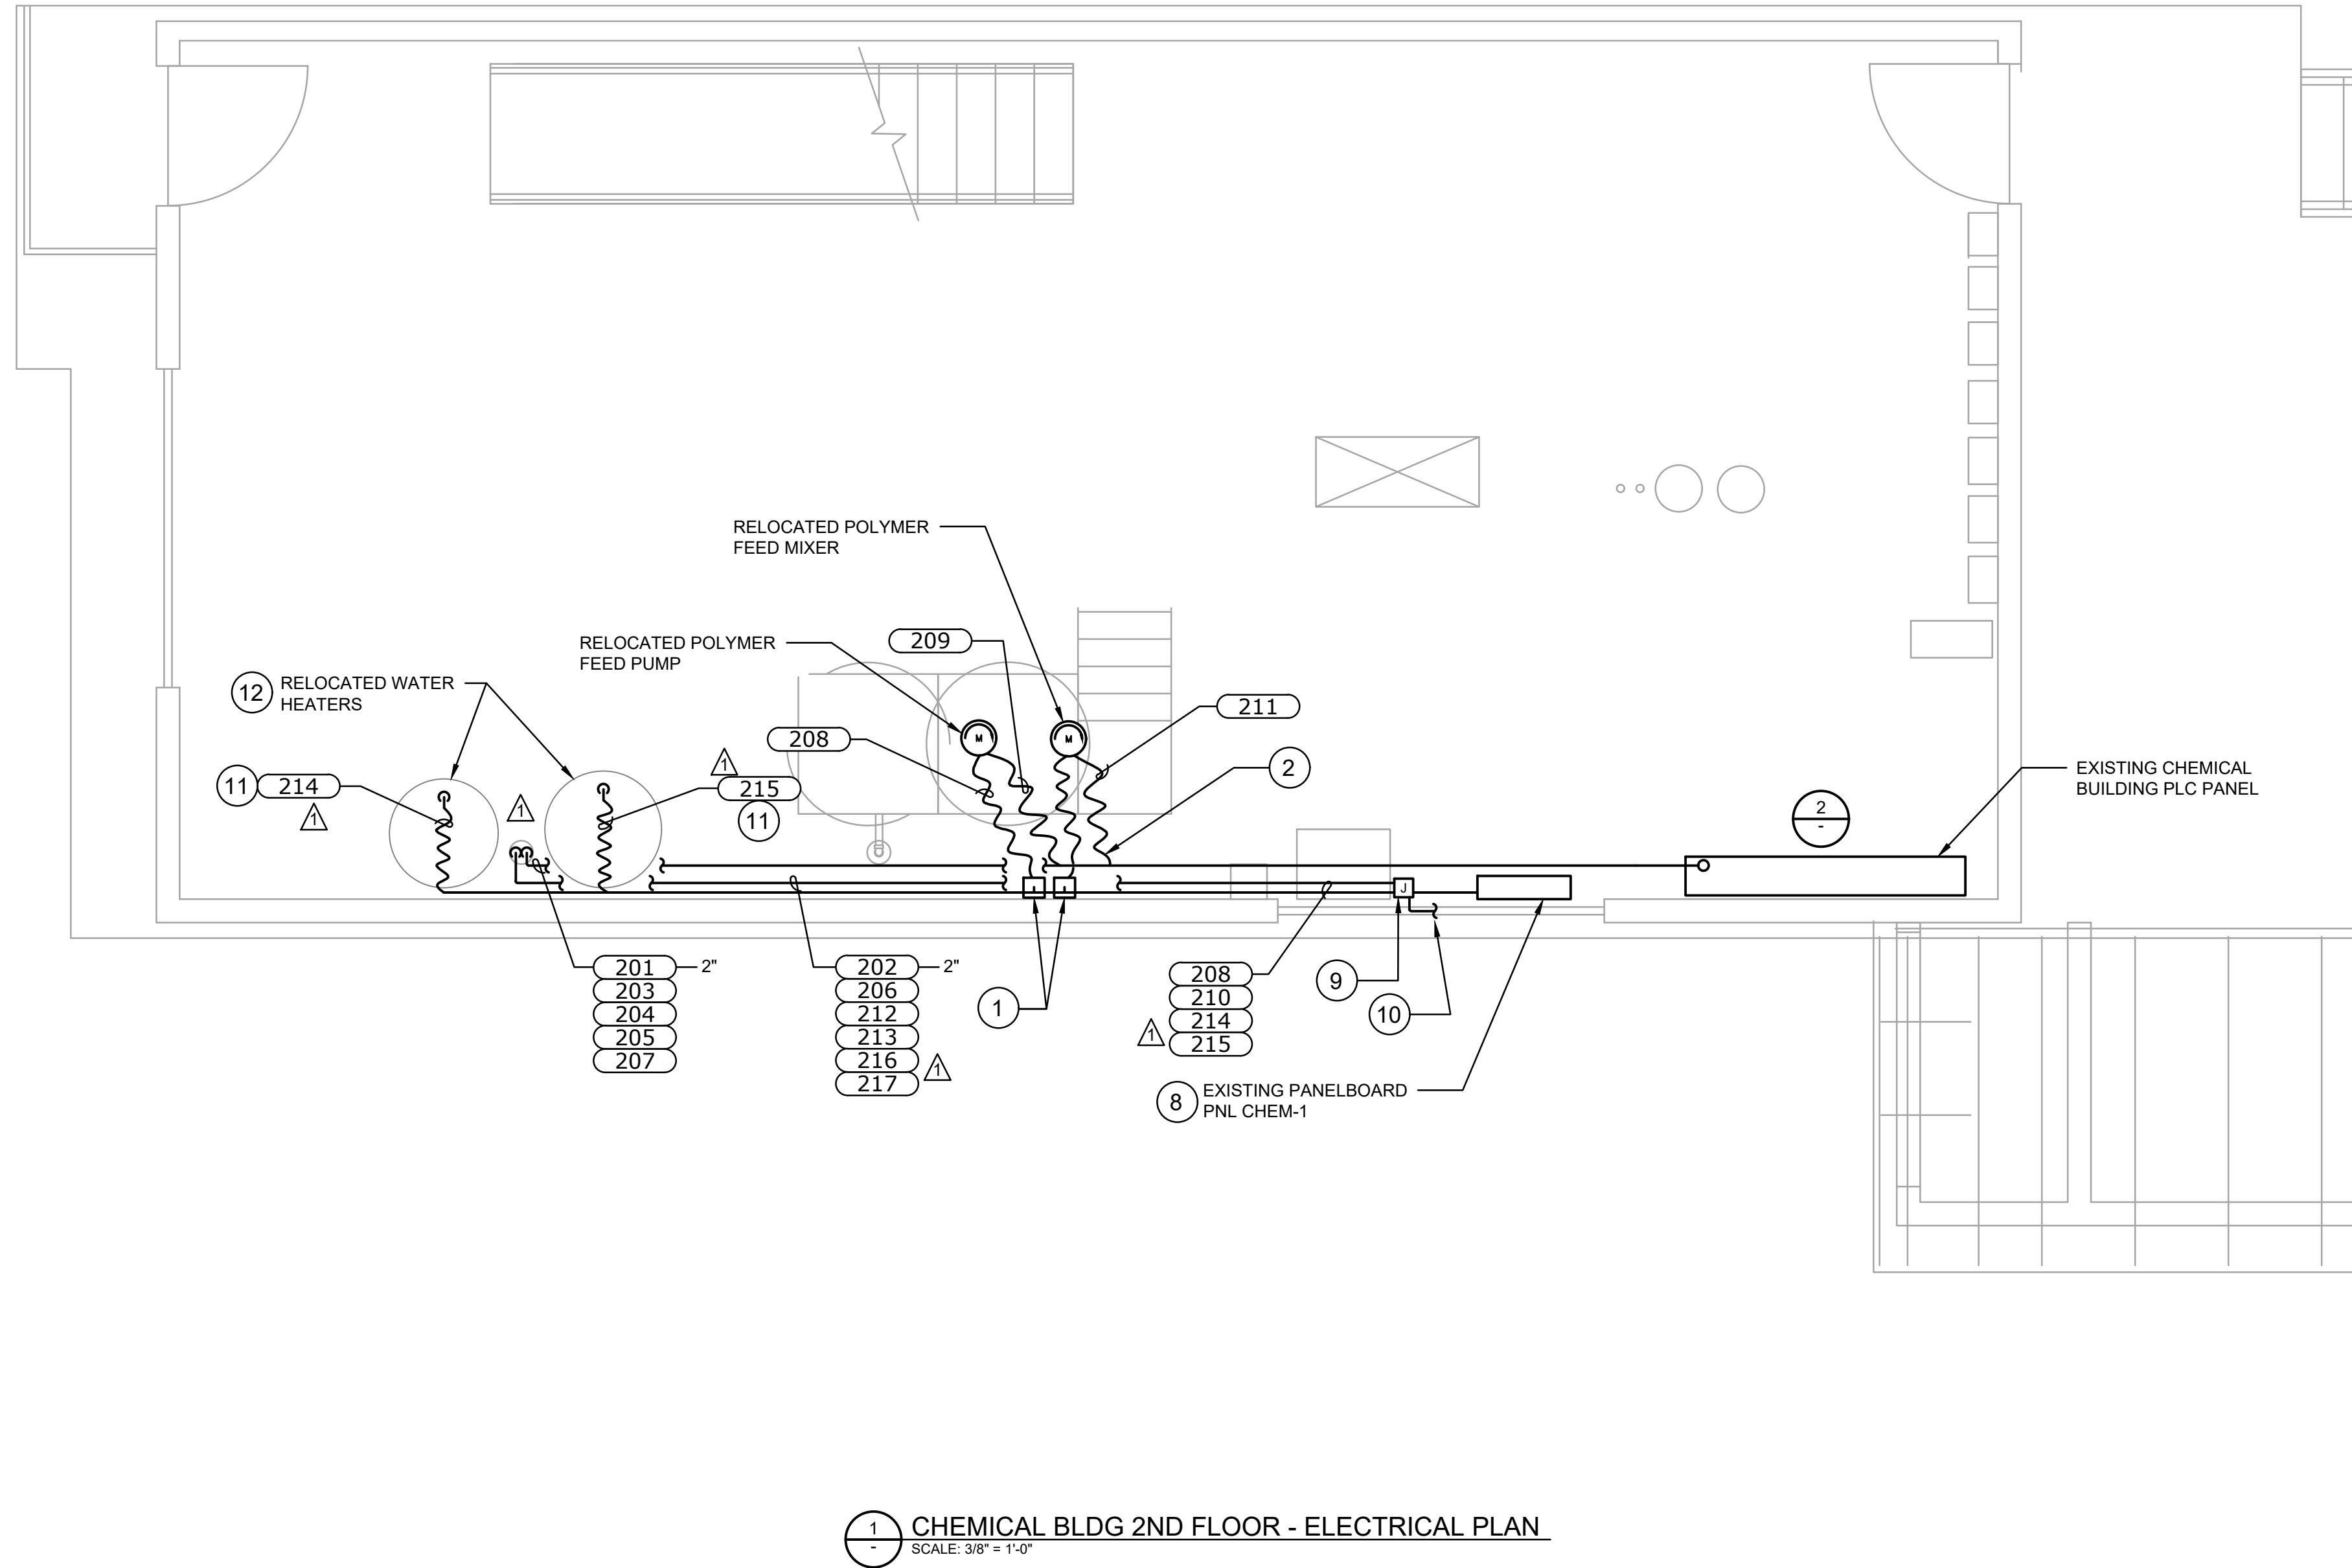 RELOCATED POLYMER
FEED MIXER
RELOCATED POLYMER
FEED PUMP
209
12
RELOCATED WATER
HEATERS
211
208
M
M
2
11
214
1
1
1
215
11
EXISTING CHEMICAL
BUILDING PLC PANEL
2
-
J
201
2"
203
204
205
207
202
2"
206
212
213
216
217
1
1
208
210
214
215
1
9
10
8
EXISTING PANELBOARD
PNL CHEM-1
1
-
CHEMICAL BLDG 2ND FLOOR - ELECTRICAL PLAN
SCALE: 3/8" = 1'-0"